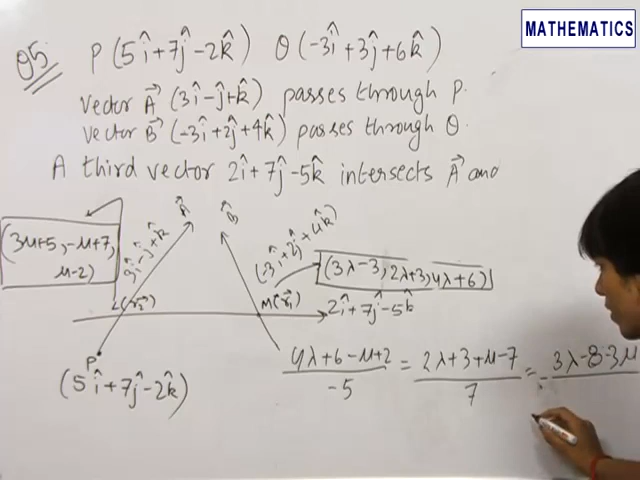 MATHEMATICS
Q5 P(5î+7ĵ-2k̂) Q(-3î+3ĵ+6k̂)
Vector A⃗ (3î-ĵ+k̂) passes through P.
Vector B⃗ (-3î+2ĵ+4k̂) passes through Q.
A third vector 2î+7ĵ-5k̂ intersects A⃗ and
(3μ+5, -μ+7, μ-2)
3î-ĵ+k̂
A⃗
B⃗
(-3î+2ĵ+4k̂)
(3λ-3, 2λ+3, 4λ+6)
L(r⃗₂)
M(r⃗₁)
2î+7ĵ-5k̂
P
(5î+7ĵ-2k̂)
(4λ+6-μ+2)/-5 = (2λ+3+μ-7)/7 = -3λ-8-3μ